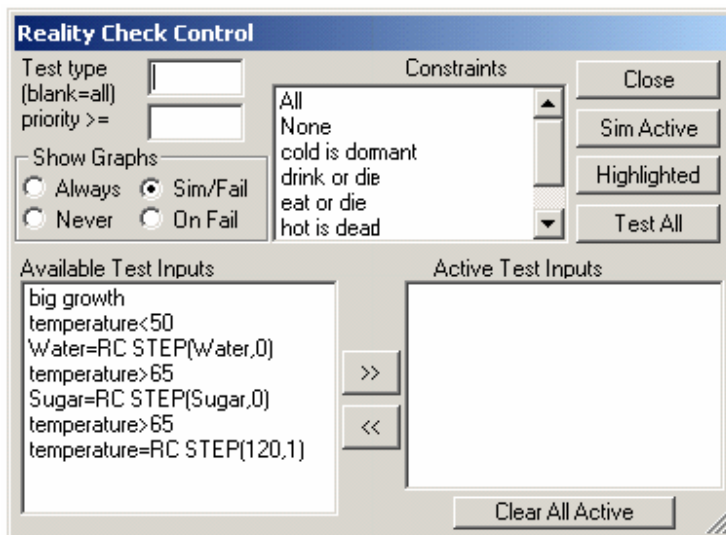 Reality Check Control
Test type
(blank=all)
priority >=
Show Graphs
Always
Sim/Fail
Never
On Fail
Constraints
All
None
cold is dormant
drink or die
eat or die
hot is dead
Close
Sim Active
Highlighted
Test All
Available Test Inputs
big growth
temperature<50
Water=RC STEP(Water,0)
temperature>65
Sugar=RC STEP(Sugar,0)
temperature>65
temperature=RC STEP(120,1)
>>
<<
Active Test Inputs
Clear All Active